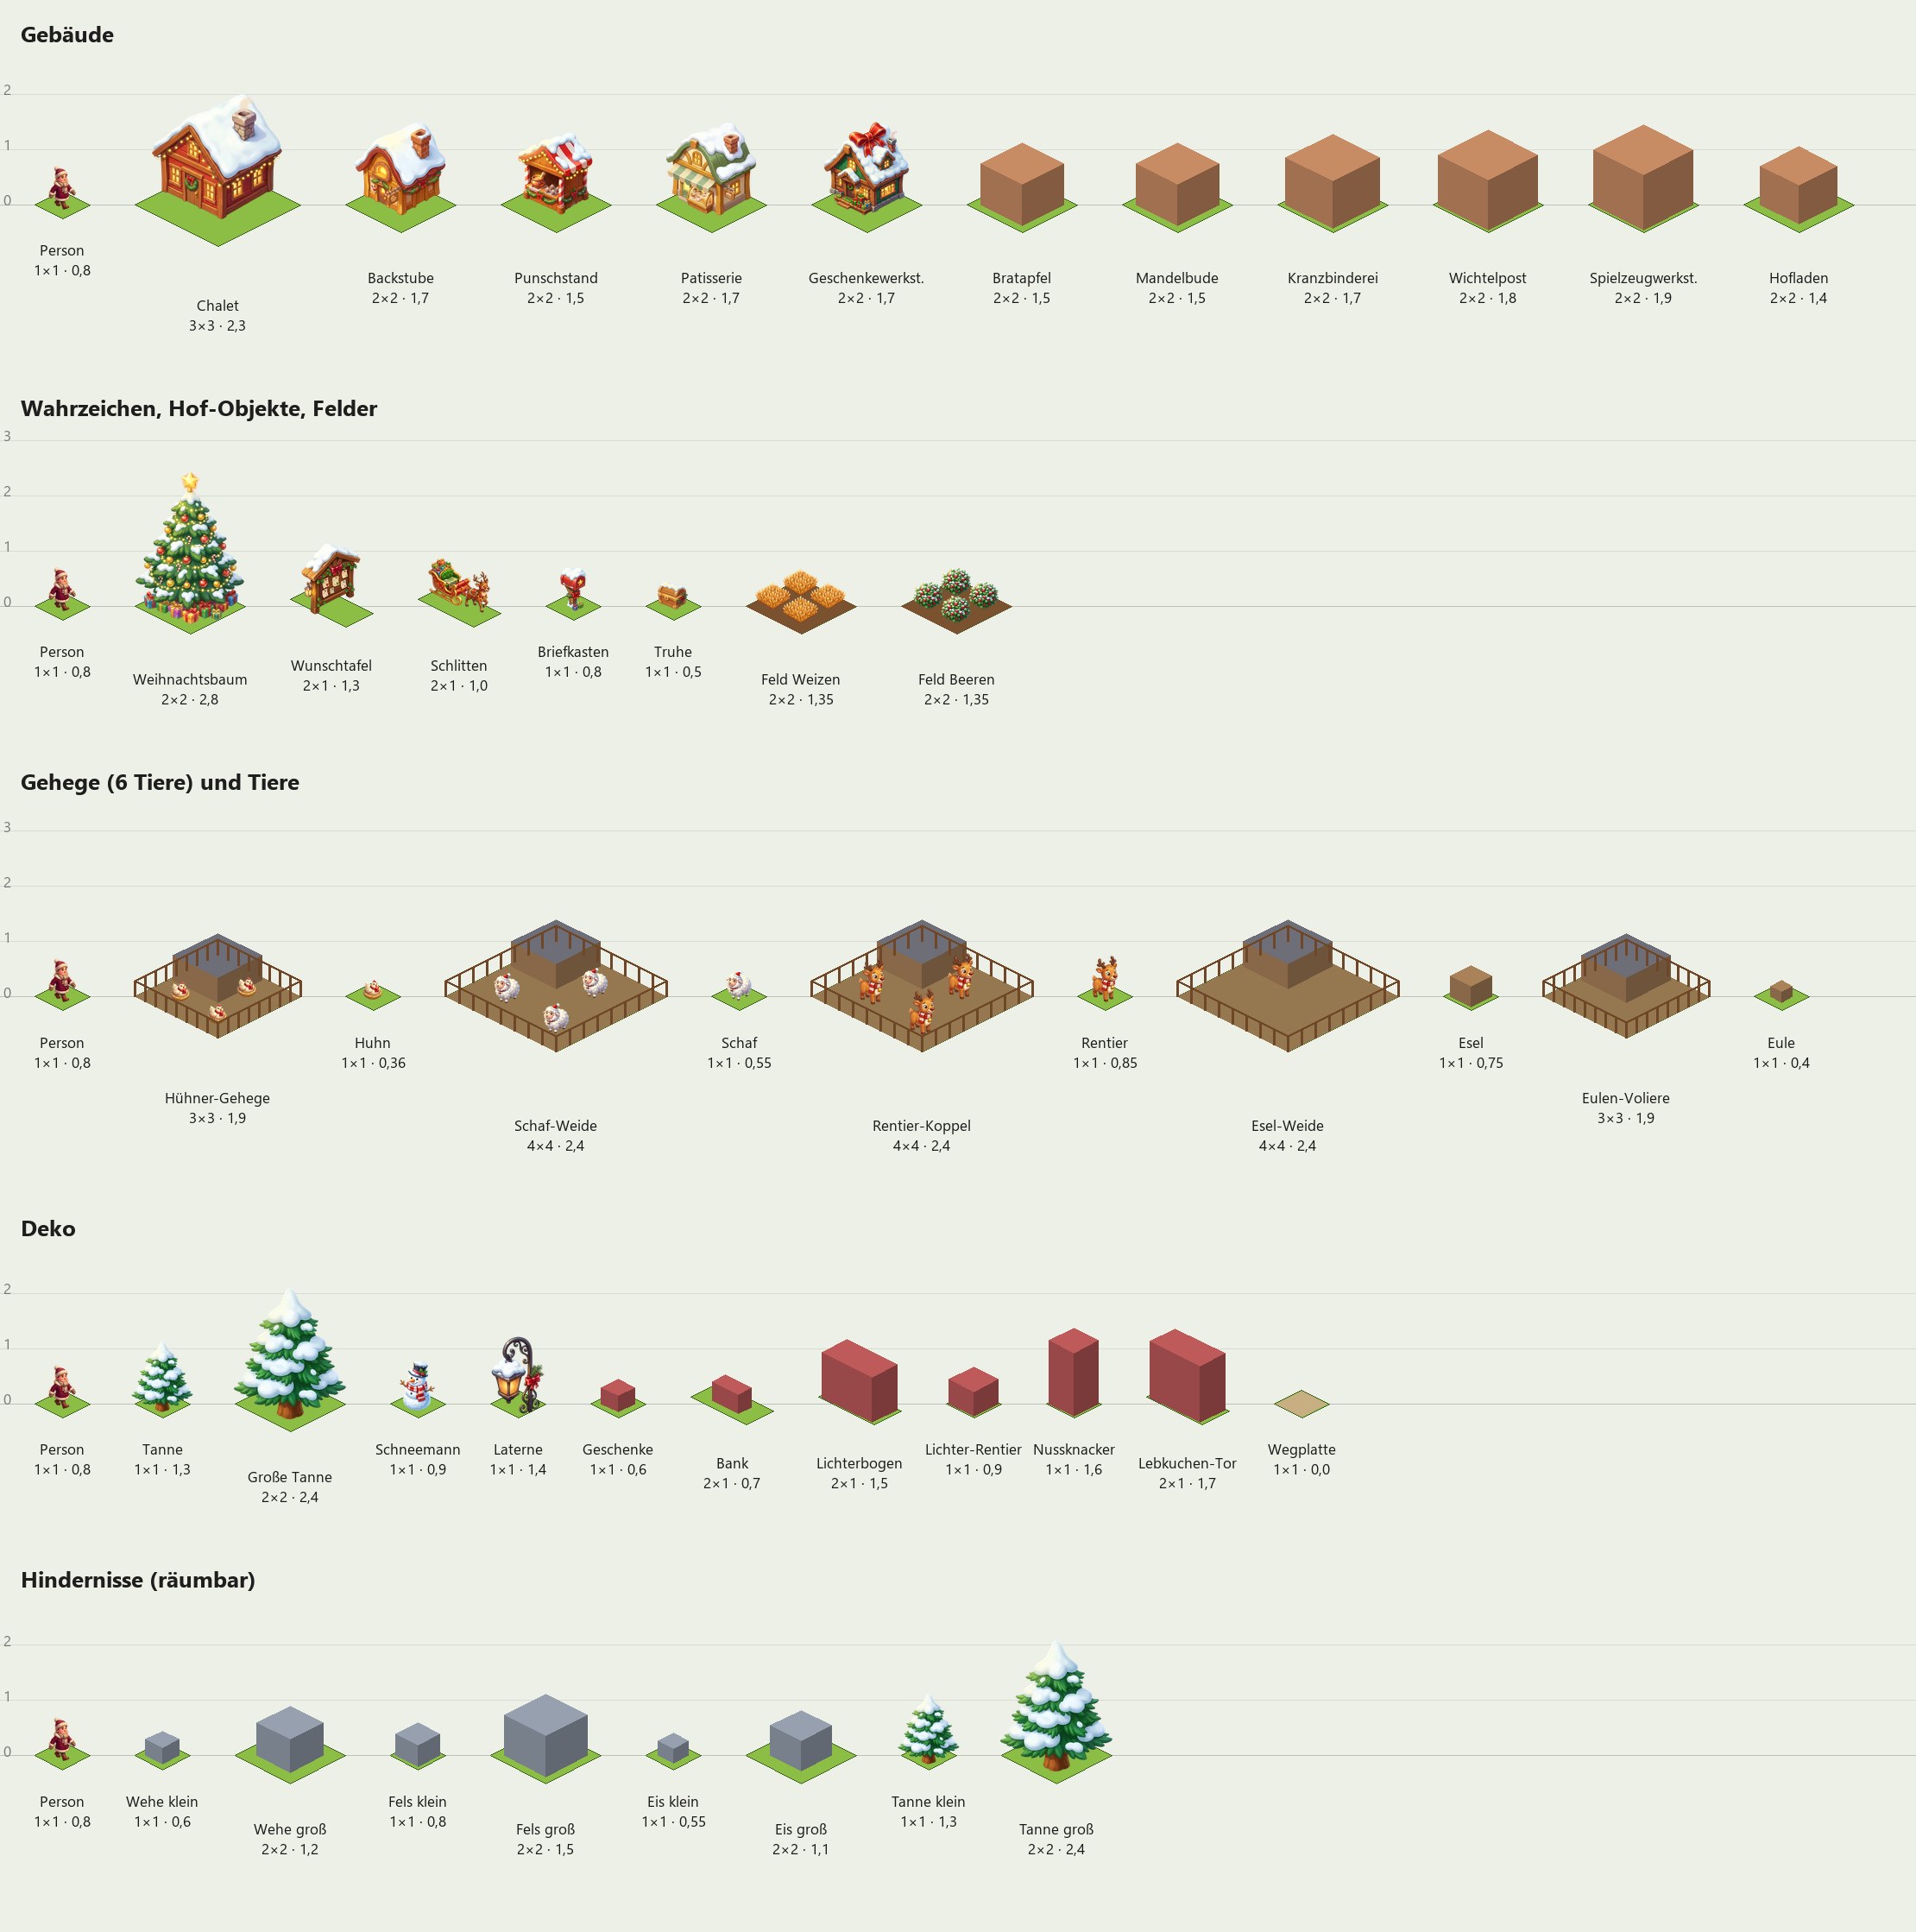 Gebäude
2
1
0
Person
1×1 · 0,8
Chalet
3×3 · 2,3
Backstube
2×2 · 1,7
Punschstand
2×2 · 1,5
Patisserie
2×2 · 1,7
Geschenkewerkst.
2×2 · 1,7
Bratapfel
2×2 · 1,5
Mandelbude
2×2 · 1,5
Kranzbinderei
2×2 · 1,7
Wichtelpost
2×2 · 1,8
Spielzeugwerkst.
2×2 · 1,9
Hofladen
2×2 · 1,4
Wahrzeichen, Hof-Objekte, Felder
3
2
1
0
Person
1×1 · 0,8
Weihnachtsbaum
2×2 · 2,8
Wunschtafel
2×1 · 1,3
Schlitten
2×1 · 1,0
Briefkasten
1×1 · 0,8
Truhe
1×1 · 0,5
Feld Weizen
2×2 · 1,35
Feld Beeren
2×2 · 1,35
Gehege (6 Tiere) und Tiere
3
2
1
0
Person
1×1 · 0,8
Hühner-Gehege
3×3 · 1,9
Huhn
1×1 · 0,36
Schaf-Weide
4×4 · 2,4
Schaf
1×1 · 0,55
Rentier-Koppel
4×4 · 2,4
Rentier
1×1 · 0,85
Esel-Weide
4×4 · 2,4
Esel
1×1 · 0,75
Eulen-Voliere
3×3 · 1,9
Eule
1×1 · 0,4
Deko
2
1
0
Person
1×1 · 0,8
Tanne
1×1 · 1,3
Große Tanne
2×2 · 2,4
Schneemann
1×1 · 0,9
Laterne
1×1 · 1,4
Geschenke
1×1 · 0,6
Bank
2×1 · 0,7
Lichterbogen
2×1 · 1,5
Lichter-Rentier
1×1 · 0,9
Nussknacker
1×1 · 1,6
Lebkuchen-Tor
2×1 · 1,7
Wegplatte
1×1 · 0,0
Hindernisse (räumbar)
2
1
0
Person
1×1 · 0,8
Wehe klein
1×1 · 0,6
Wehe groß
2×2 · 1,2
Fels klein
1×1 · 0,8
Fels groß
2×2 · 1,5
Eis klein
1×1 · 0,55
Eis groß
2×2 · 1,1
Tanne klein
1×1 · 1,3
Tanne groß
2×2 · 2,4